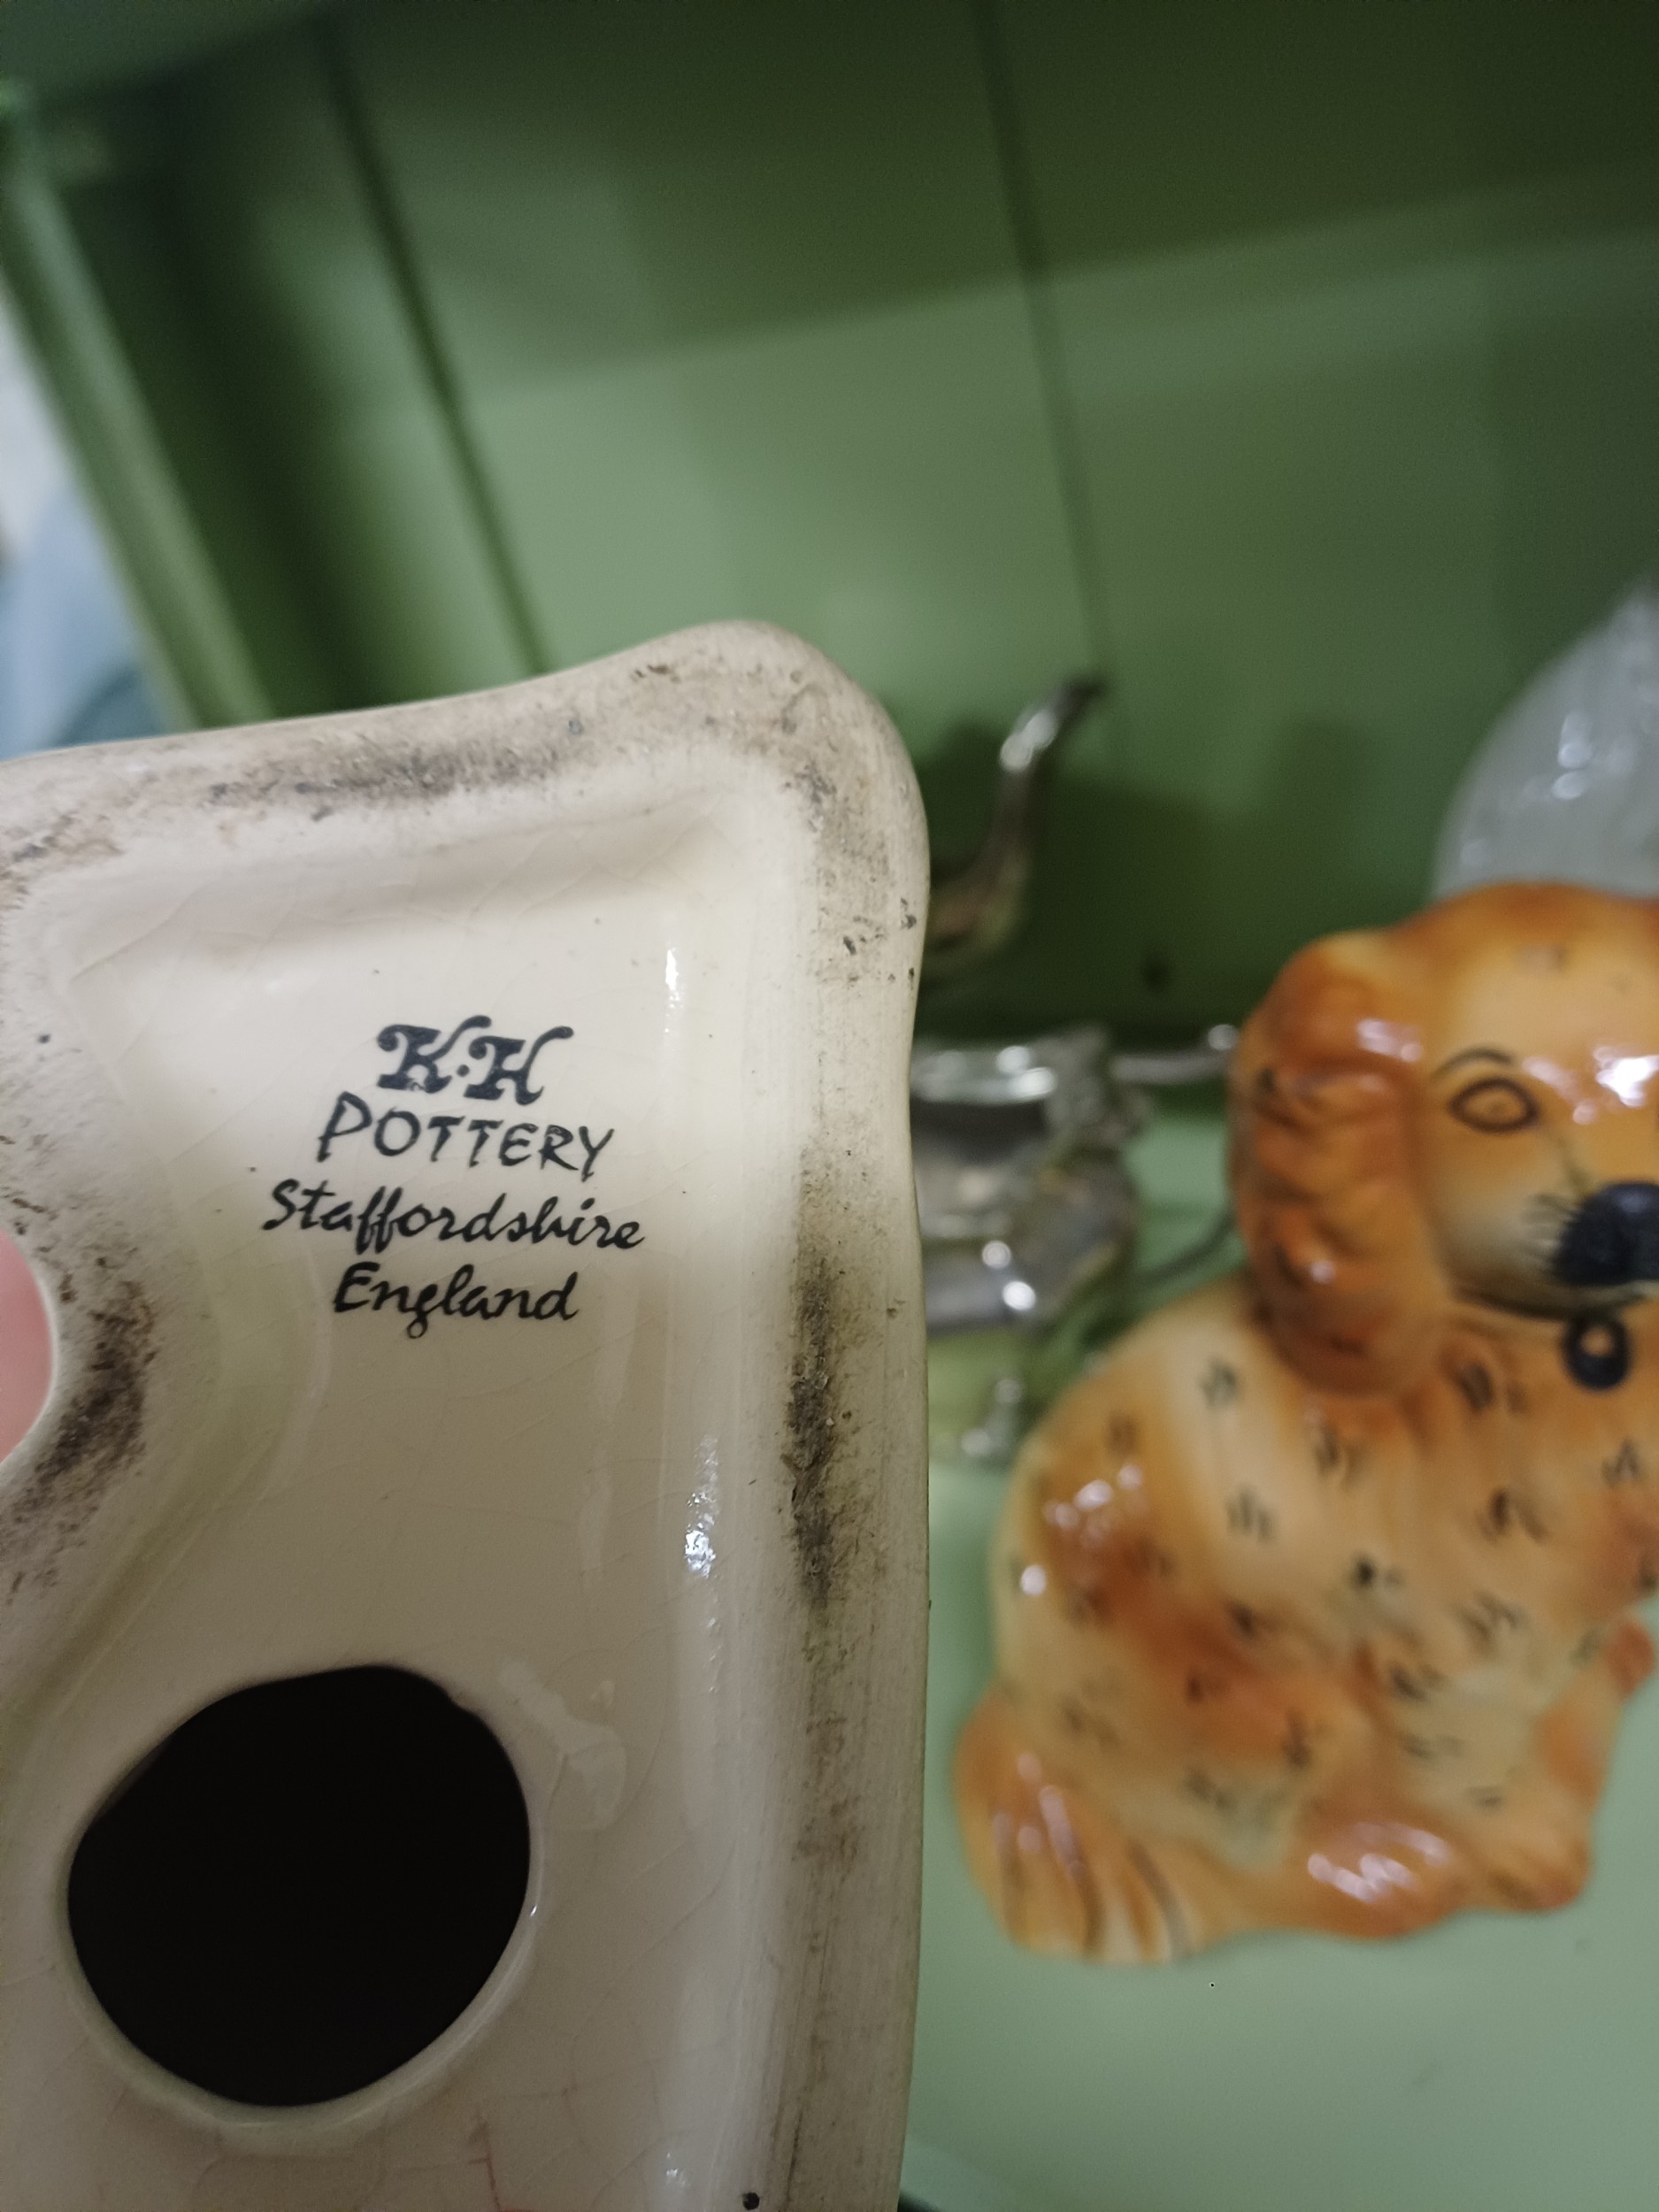 K·H
POTTERY
Staffordshire
England